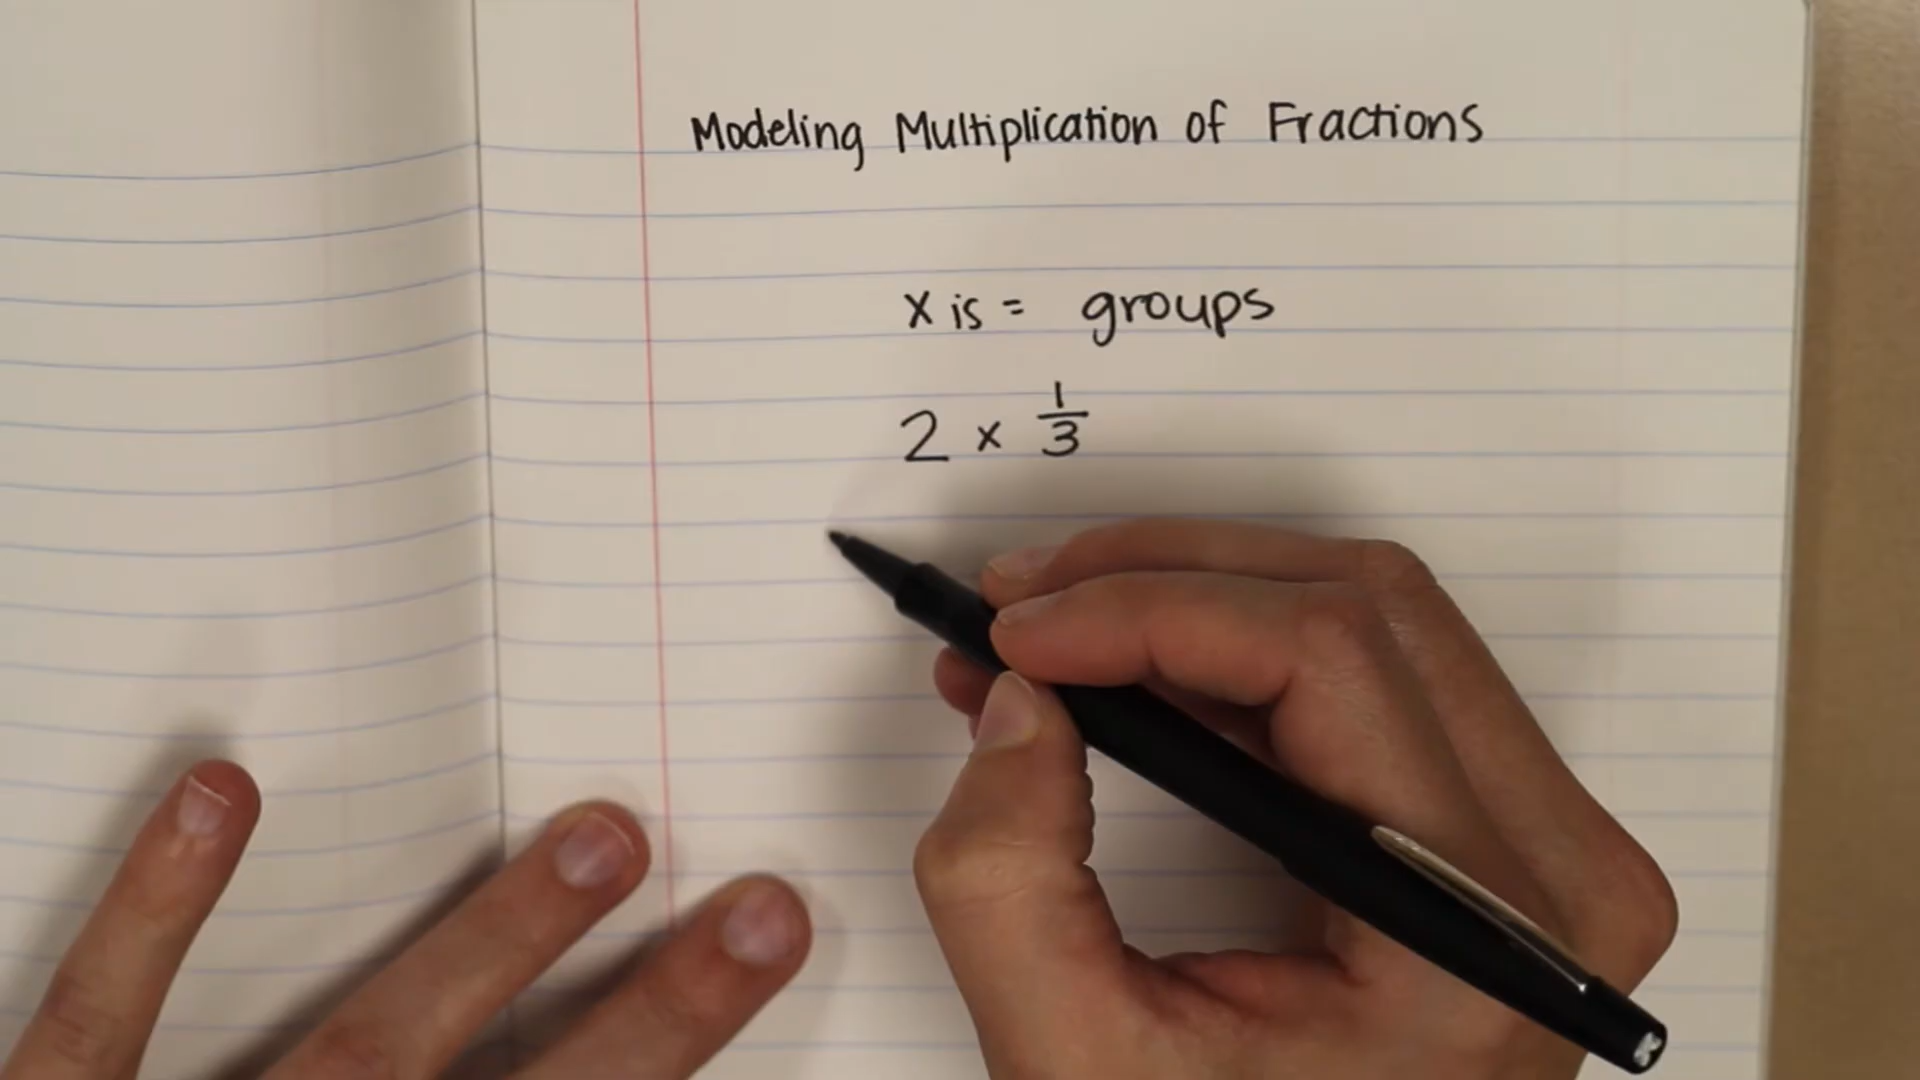 Modeling Multiplication of Fractions
x is = groups
2 x 1/3